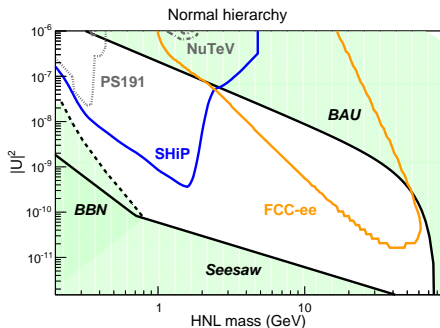 Normal hierarchy
|U|²
10⁻⁶
10⁻⁷
10⁻⁸
10⁻⁹
10⁻¹⁰
10⁻¹¹
NuTeV
PS191
BAU
SHiP
FCC-ee
BBN
Seesaw
1
10
HNL mass (GeV)